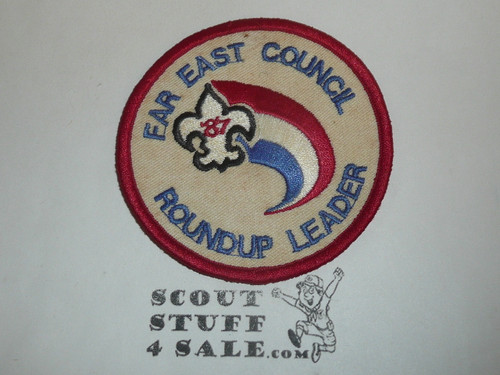 FAR EAST COUNCIL
'87
ROUNDUP LEADER
SCOUT
STUFF
4 SALE.COM